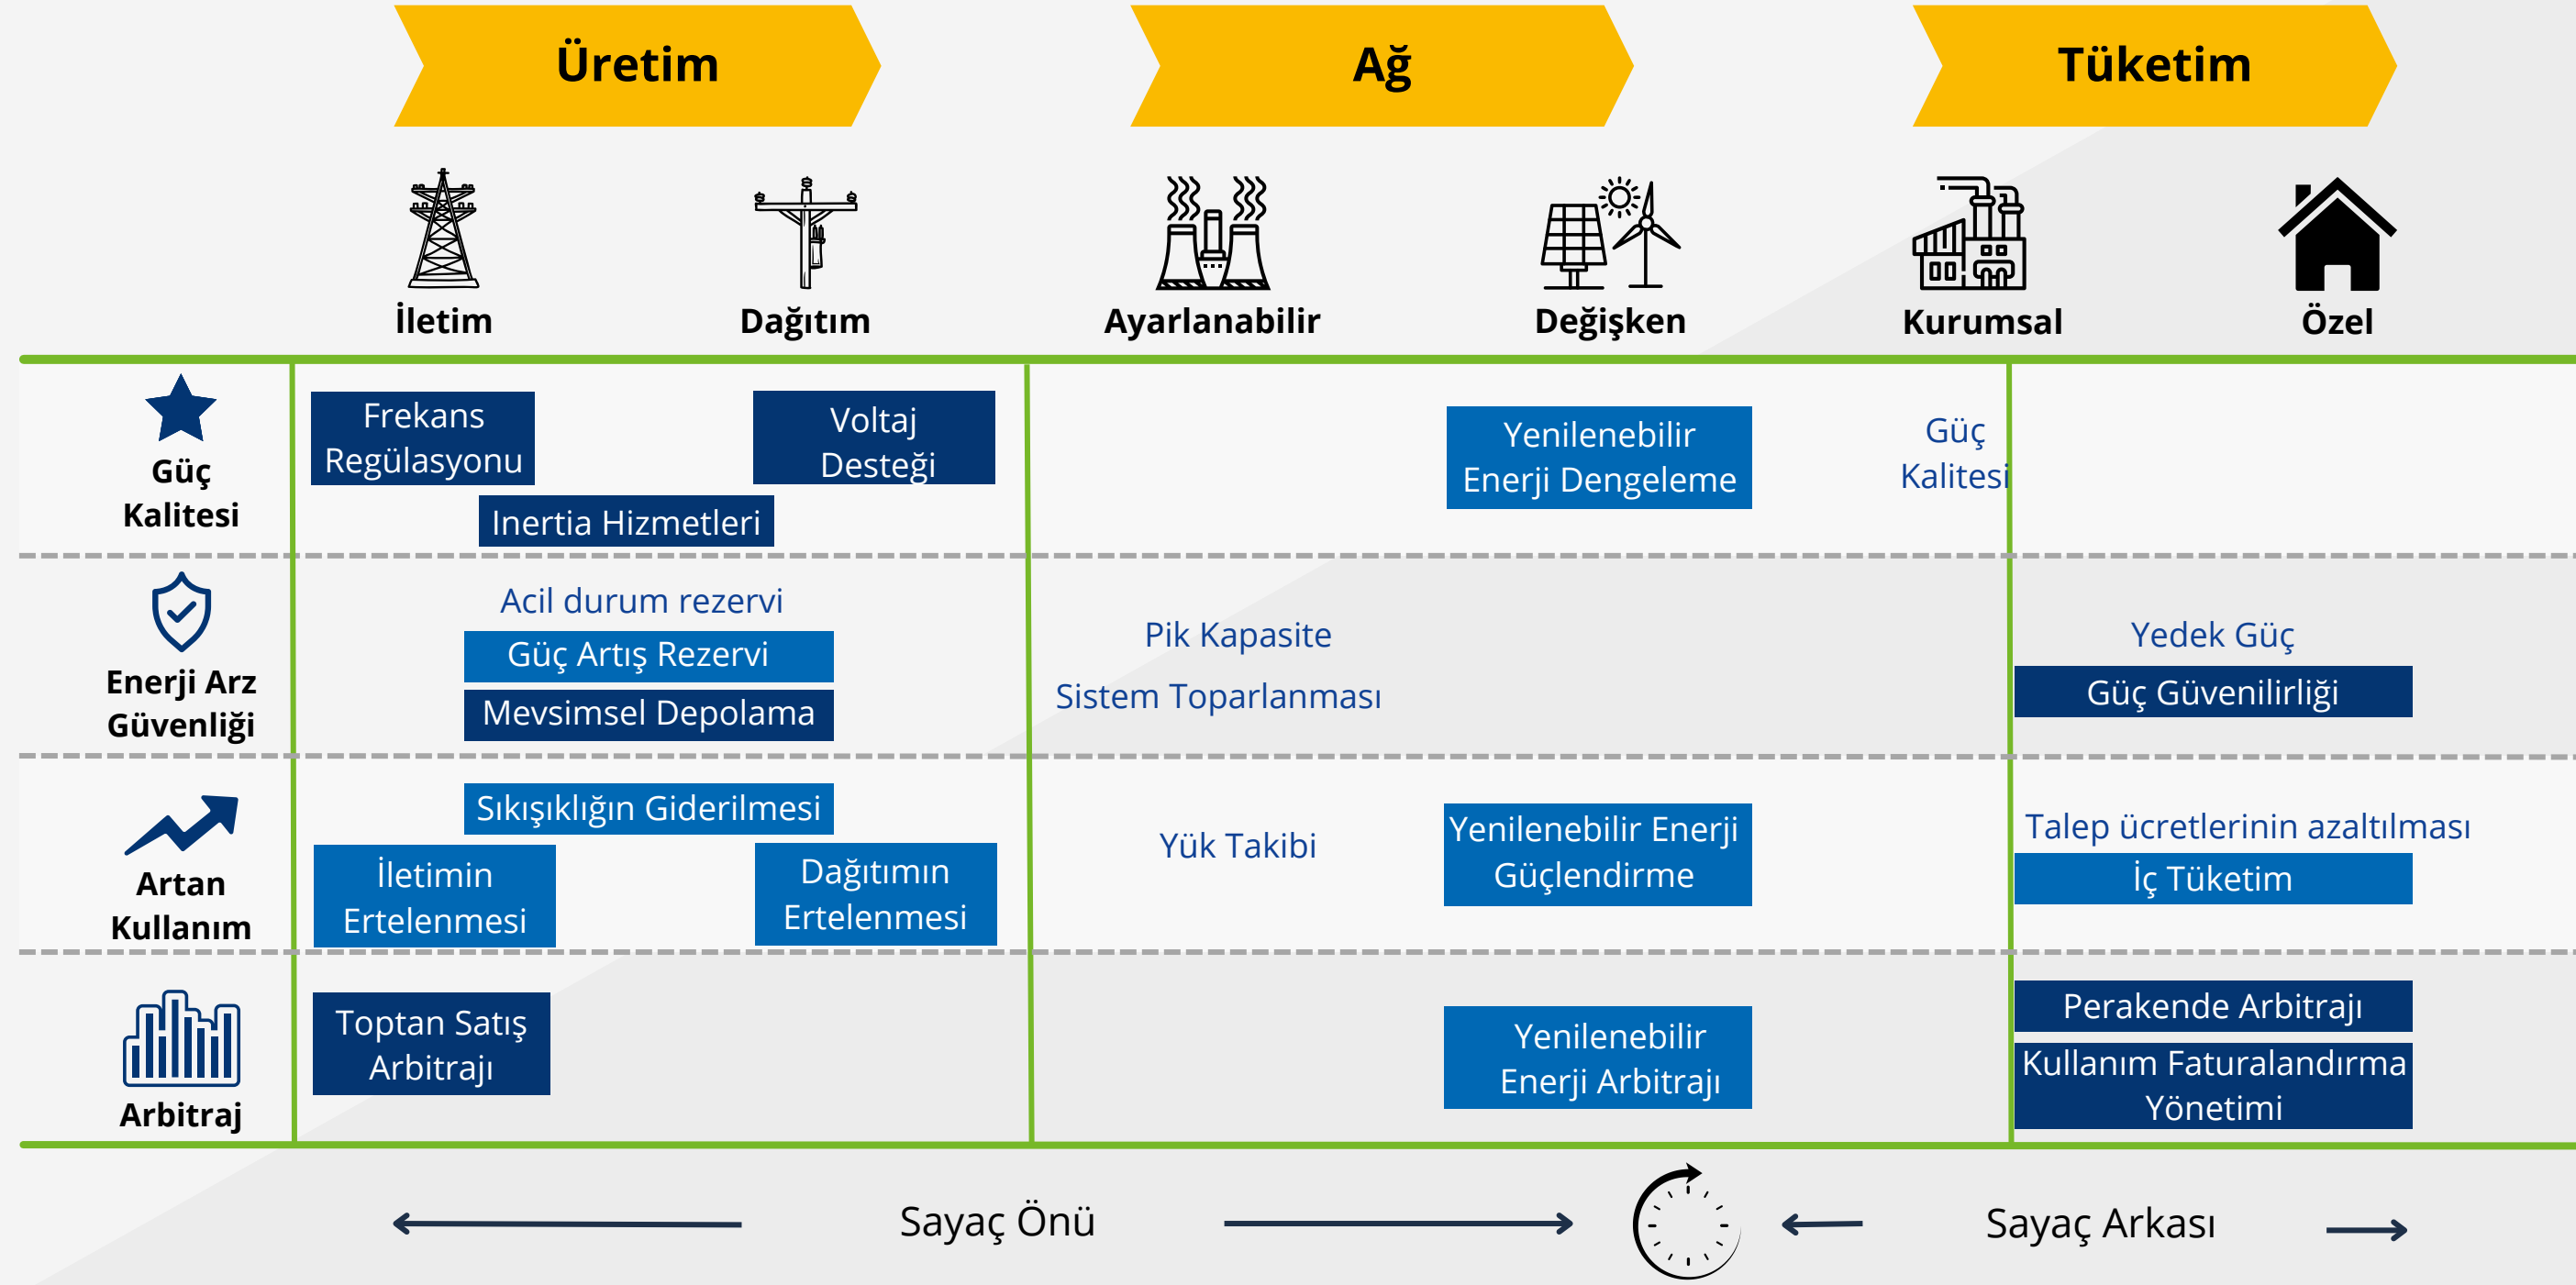 Üretim
Ağ
Tüketim
İletim
Dağıtım
Ayarlanabilir
Değişken
Kurumsal
Özel
Güç
Kalitesi
Frekans
Regülasyonu
Voltaj
Desteği
Inertia Hizmetleri
Yenilenebilir
Enerji Dengeleme
Güç
Kalitesi
Enerji Arz
Güvenliği
Acil durum rezervi
Güç Artış Rezervi
Mevsimsel Depolama
Pik Kapasite
Sistem Toparlanması
Yedek Güç
Güç Güvenilirliği
Artan
Kullanım
Sıkışıklığın Giderilmesi
İletimin
Ertelenmesi
Dağıtımın
Ertelenmesi
Yük Takibi
Yenilenebilir Enerji
Güçlendirme
Talep ücretlerinin azaltılması
İç Tüketim
Arbitraj
Toptan Satış
Arbitrajı
Yenilenebilir
Enerji Arbitrajı
Perakende Arbitrajı
Kullanım Faturalandırma
Yönetimi
Sayaç Önü
Sayaç Arkası